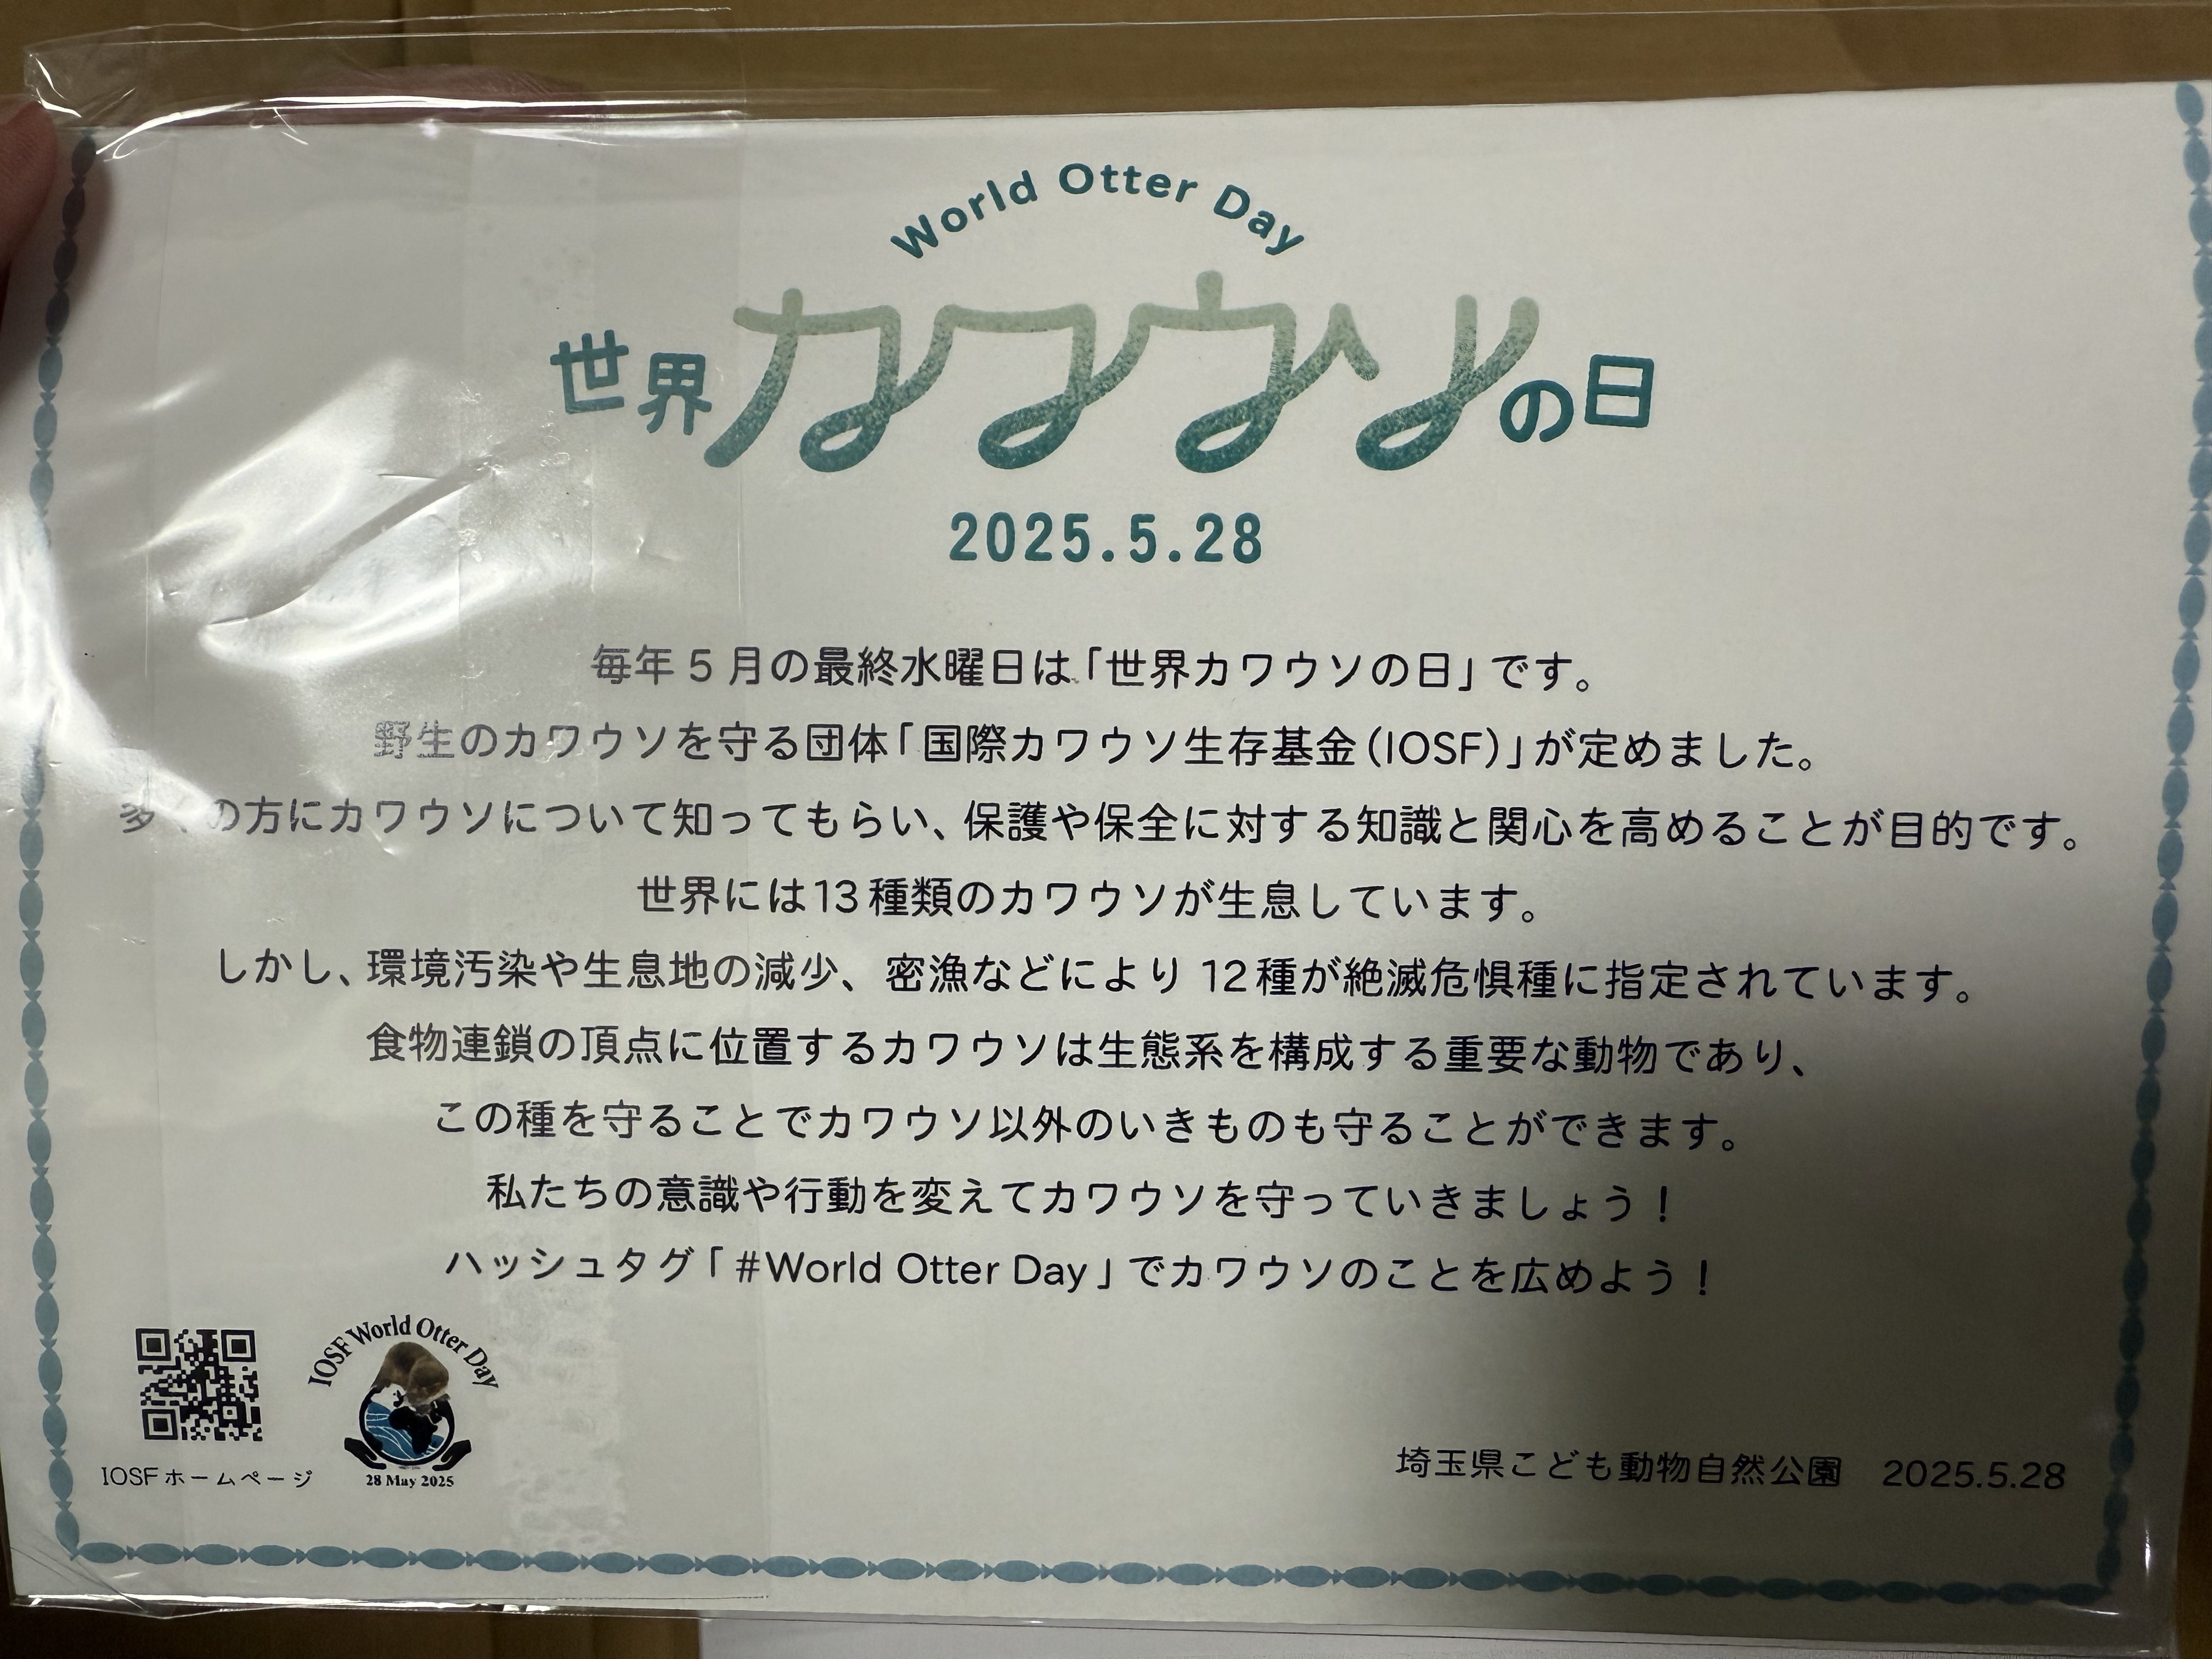 World Otter Day
世界カワウソの日
2025.5.28
毎年5月の最終水曜日は「世界カワウソの日」です。
野生のカワウソを守る団体「国際カワウソ生存基金(IOSF)」が定めました。
多くの方にカワウソについて知ってもらい、保護や保全に対する知識と関心を高めることが目的です。
世界には13種類のカワウソが生息しています。
しかし、環境汚染や生息地の減少、密漁などにより12種が絶滅危惧種に指定されています。
食物連鎖の頂点に位置するカワウソは生態系を構成する重要な動物であり、
この種を守ることでカワウソ以外のいきものも守ることができます。
私たちの意識や行動を変えてカワウソを守っていきましょう！
ハッシュタグ「#World Otter Day」でカワウソのことを広めよう！
IOSF World Otter Day
28 May 2025
IOSFホームページ
埼玉県こども動物自然公園 2025.5.28